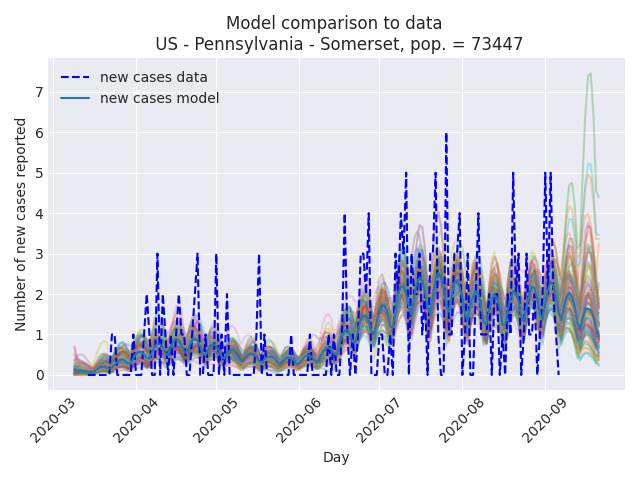 Model comparison to data
US - Pennsylvania - Somerset, pop. = 73447
new cases data
new cases model
Number of new cases reported
7
6
5
4
3
2
1
0
2020-03
2020-04
2020-05
2020-06
2020-07
2020-08
2020-09
Day